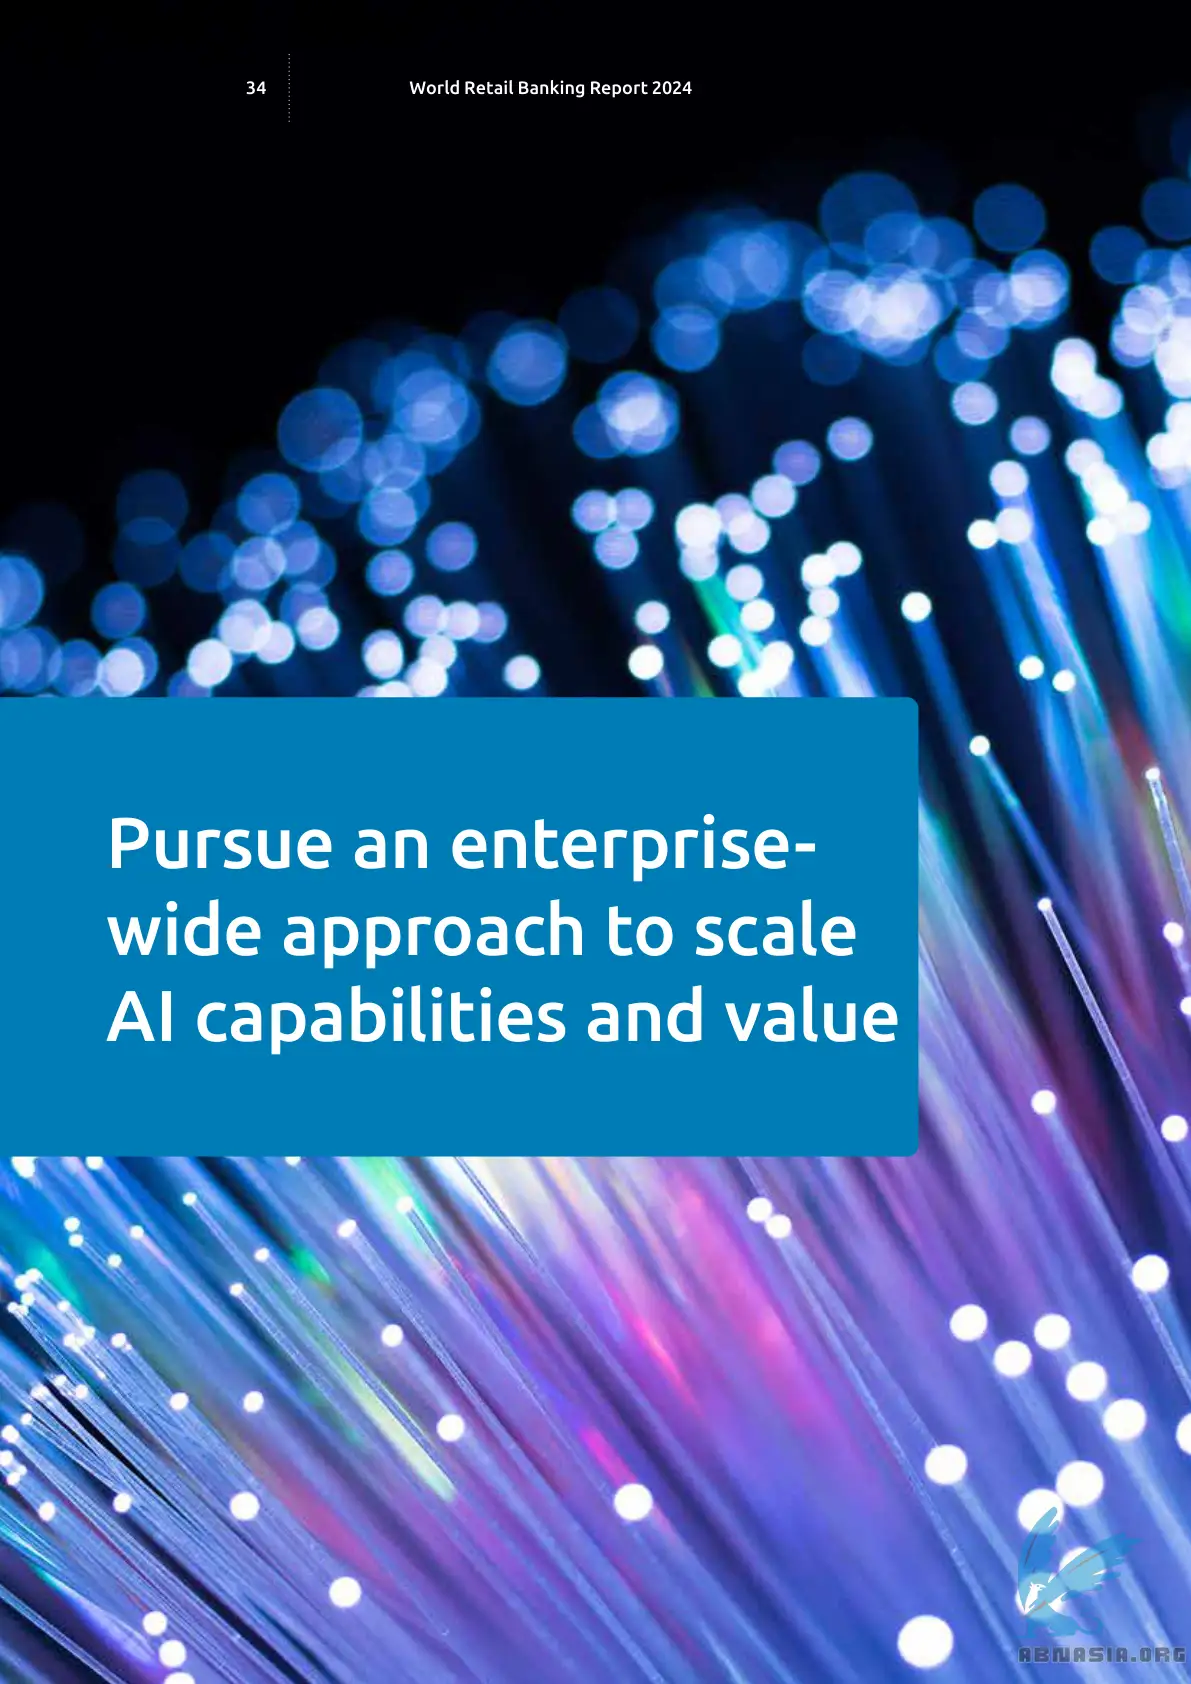 34
World Retail Banking Report 2024
Pursue an enterprise-
wide approach to scale
AI capabilities and value
ABNASIA.ORG